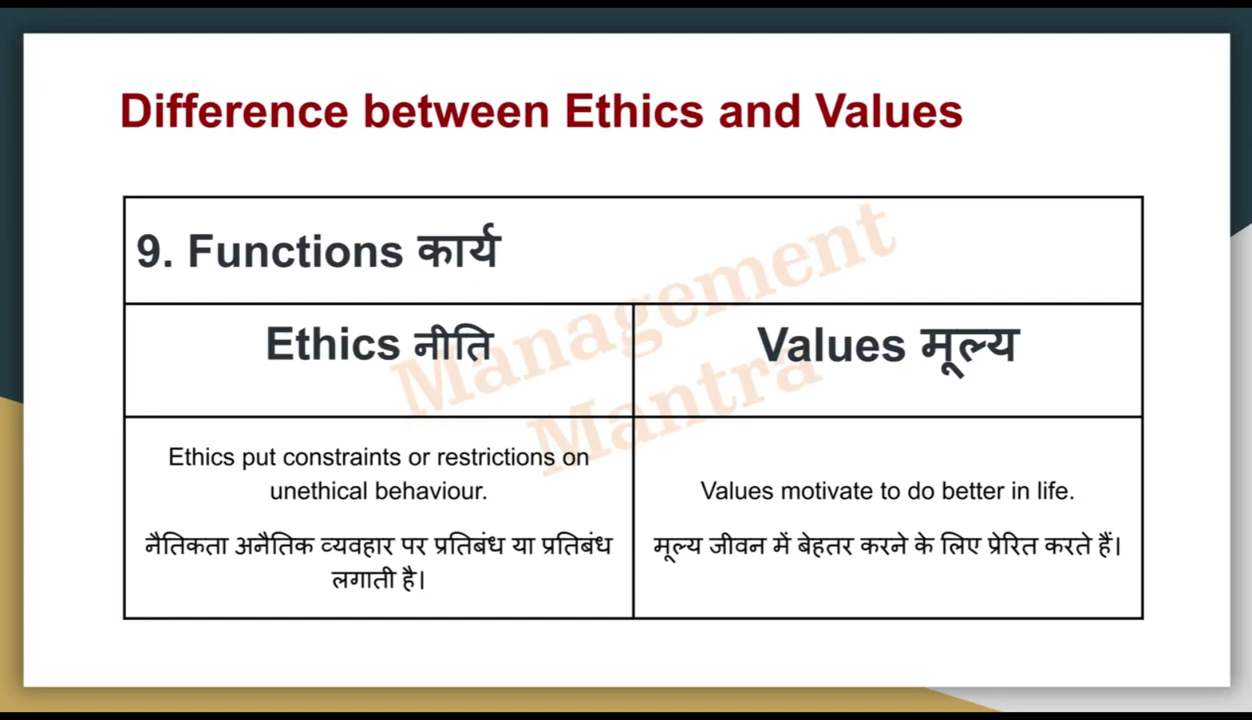 Difference between Ethics and Values
9. Functions कार्य
Ethics नीति
Values मूल्य
Ethics put constraints or restrictions on
unethical behaviour.
नैतिकता अनैतिक व्यवहार पर प्रतिबंध या प्रतिबंध
लगाती है।
Values motivate to do better in life.
मूल्य जीवन में बेहतर करने के लिए प्रेरित करते हैं।
Management
Mantra